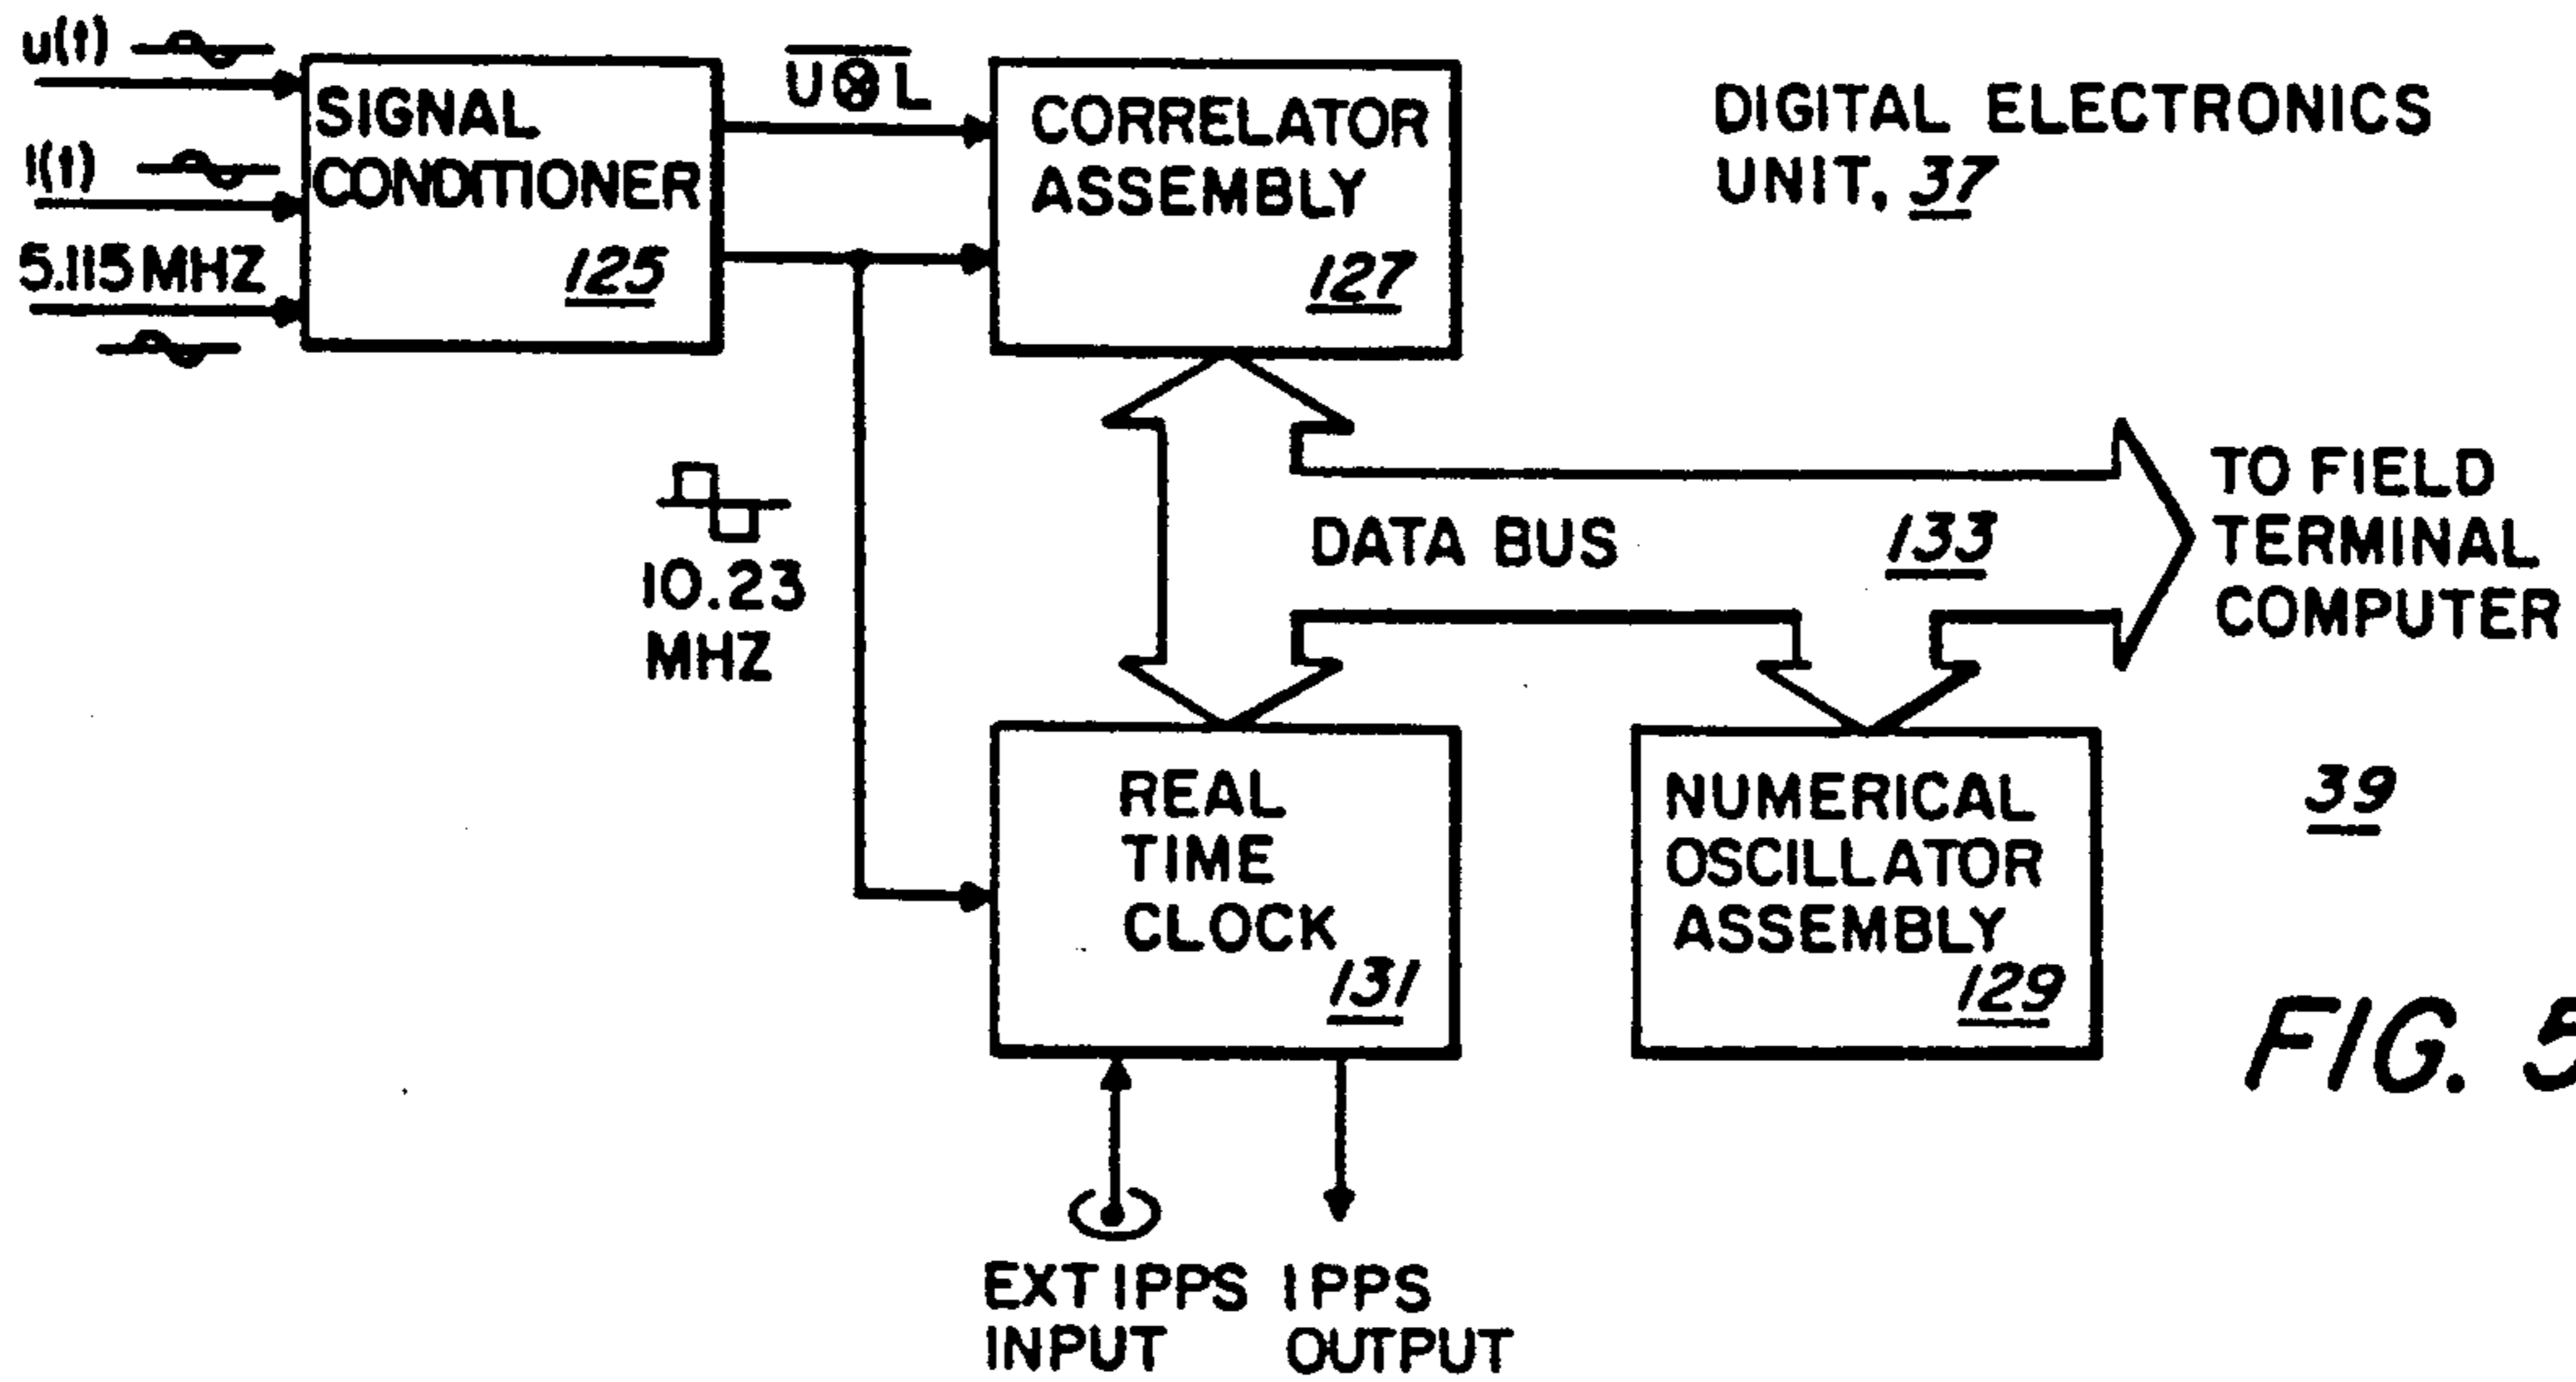 u(t)
l(t)
5.115 MHZ
SIGNAL
CONDITIONER
125
U⊗L
CORRELATOR
ASSEMBLY
127
DIGITAL ELECTRONICS
UNIT, 37
10.23
MHZ
DATA BUS 133
TO FIELD
TERMINAL
COMPUTER
39
REAL
TIME
CLOCK
131
NUMERICAL
OSCILLATOR
ASSEMBLY
129
EXT 1PPS
INPUT
1PPS
OUTPUT
FIG. 5